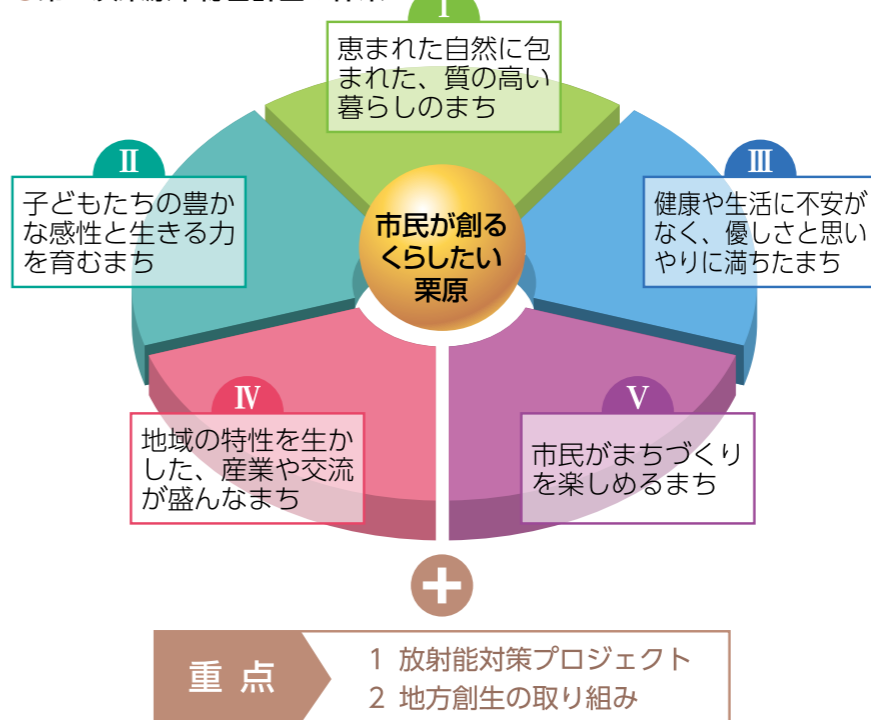 I
恵まれた自然に包
まれた、質の高い
暮らしのまち
II
子どもたちの豊か
な感性と生きる力
を育むまち
III
健康や生活に不安が
なく、優しさと思い
やりに満ちたまち
市民が創る
くらしたい
栗原
IV
地域の特性を生か
した、産業や交流
が盛んなまち
V
市民がまちづくり
を楽しめるまち
+
重点
1 放射能対策プロジェクト
2 地方創生の取り組み